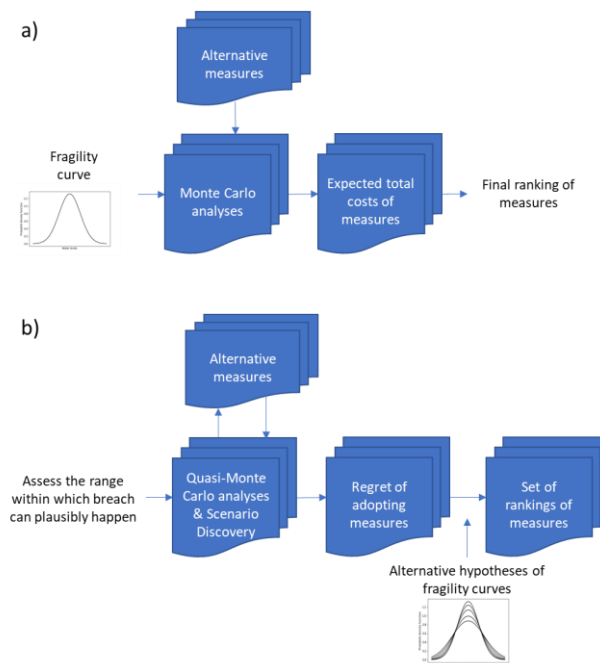 a)
Alternative
measures
Fragility
curve
Monte Carlo
analyses
Expected total
costs of
measures
Final ranking of
measures
b)
Alternative
measures
Assess the range
within which breach
can plausibly happen
Quasi-Monte
Carlo analyses
& Scenario
Discovery
Regret of
adopting
measures
Set of
rankings of
measures
Alternative hypotheses of
fragility curves